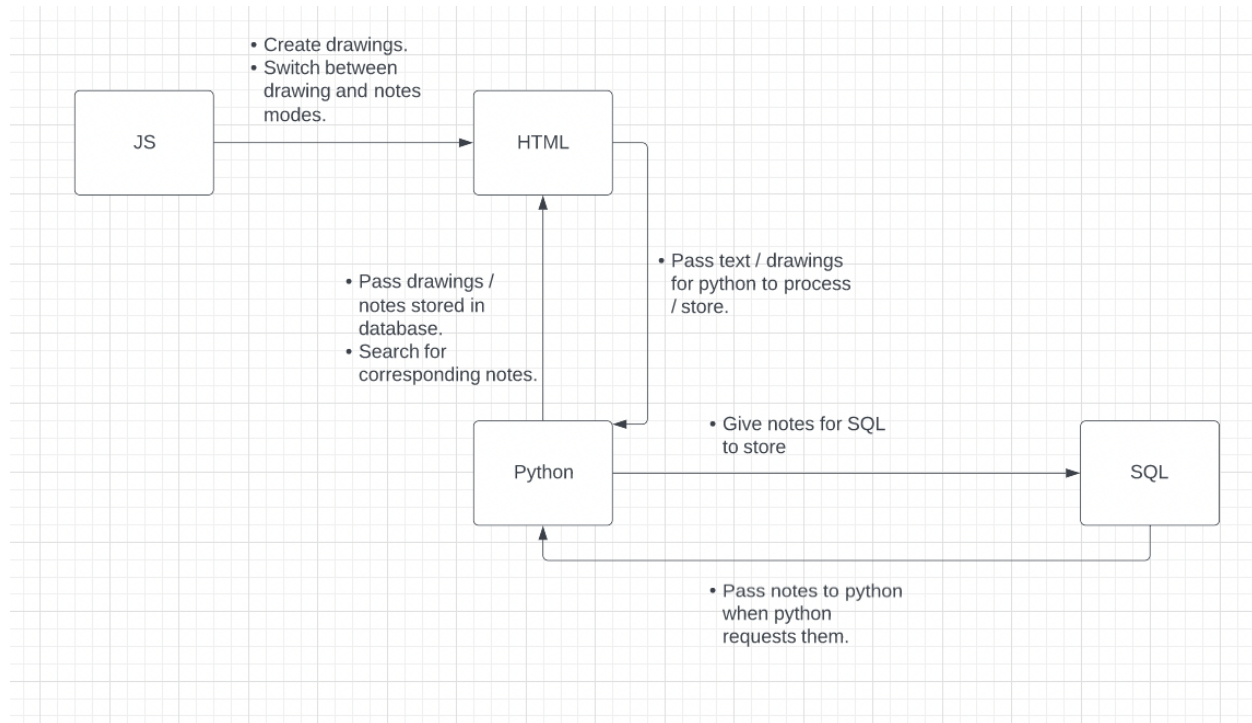 • Create drawings.
• Switch between
drawing and notes
modes.
JS
HTML
• Pass text / drawings
for python to process
/ store.
• Pass drawings /
notes stored in
database.
• Search for
corresponding notes.
• Give notes for SQL
to store
Python
SQL
• Pass notes to python
when python
requests them.